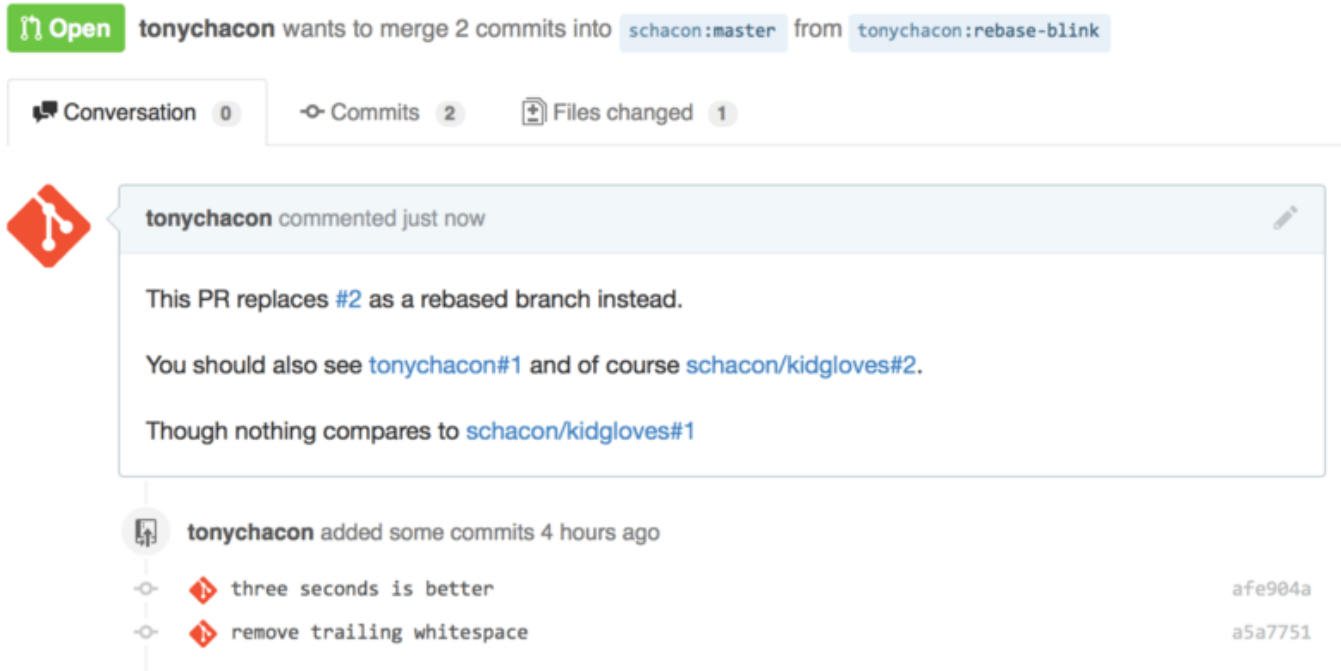 Open tonychacon wants to merge 2 commits into schacon:master from tonychacon:rebase-blink
Conversation 0 Commits 2 Files changed 1
tonychacon commented just now
This PR replaces #2 as a rebased branch instead.
You should also see tonychacon#1 and of course schacon/kidgloves#2.
Though nothing compares to schacon/kidgloves#1
tonychacon added some commits 4 hours ago
three seconds is better afe904a
remove trailing whitespace a5a7751